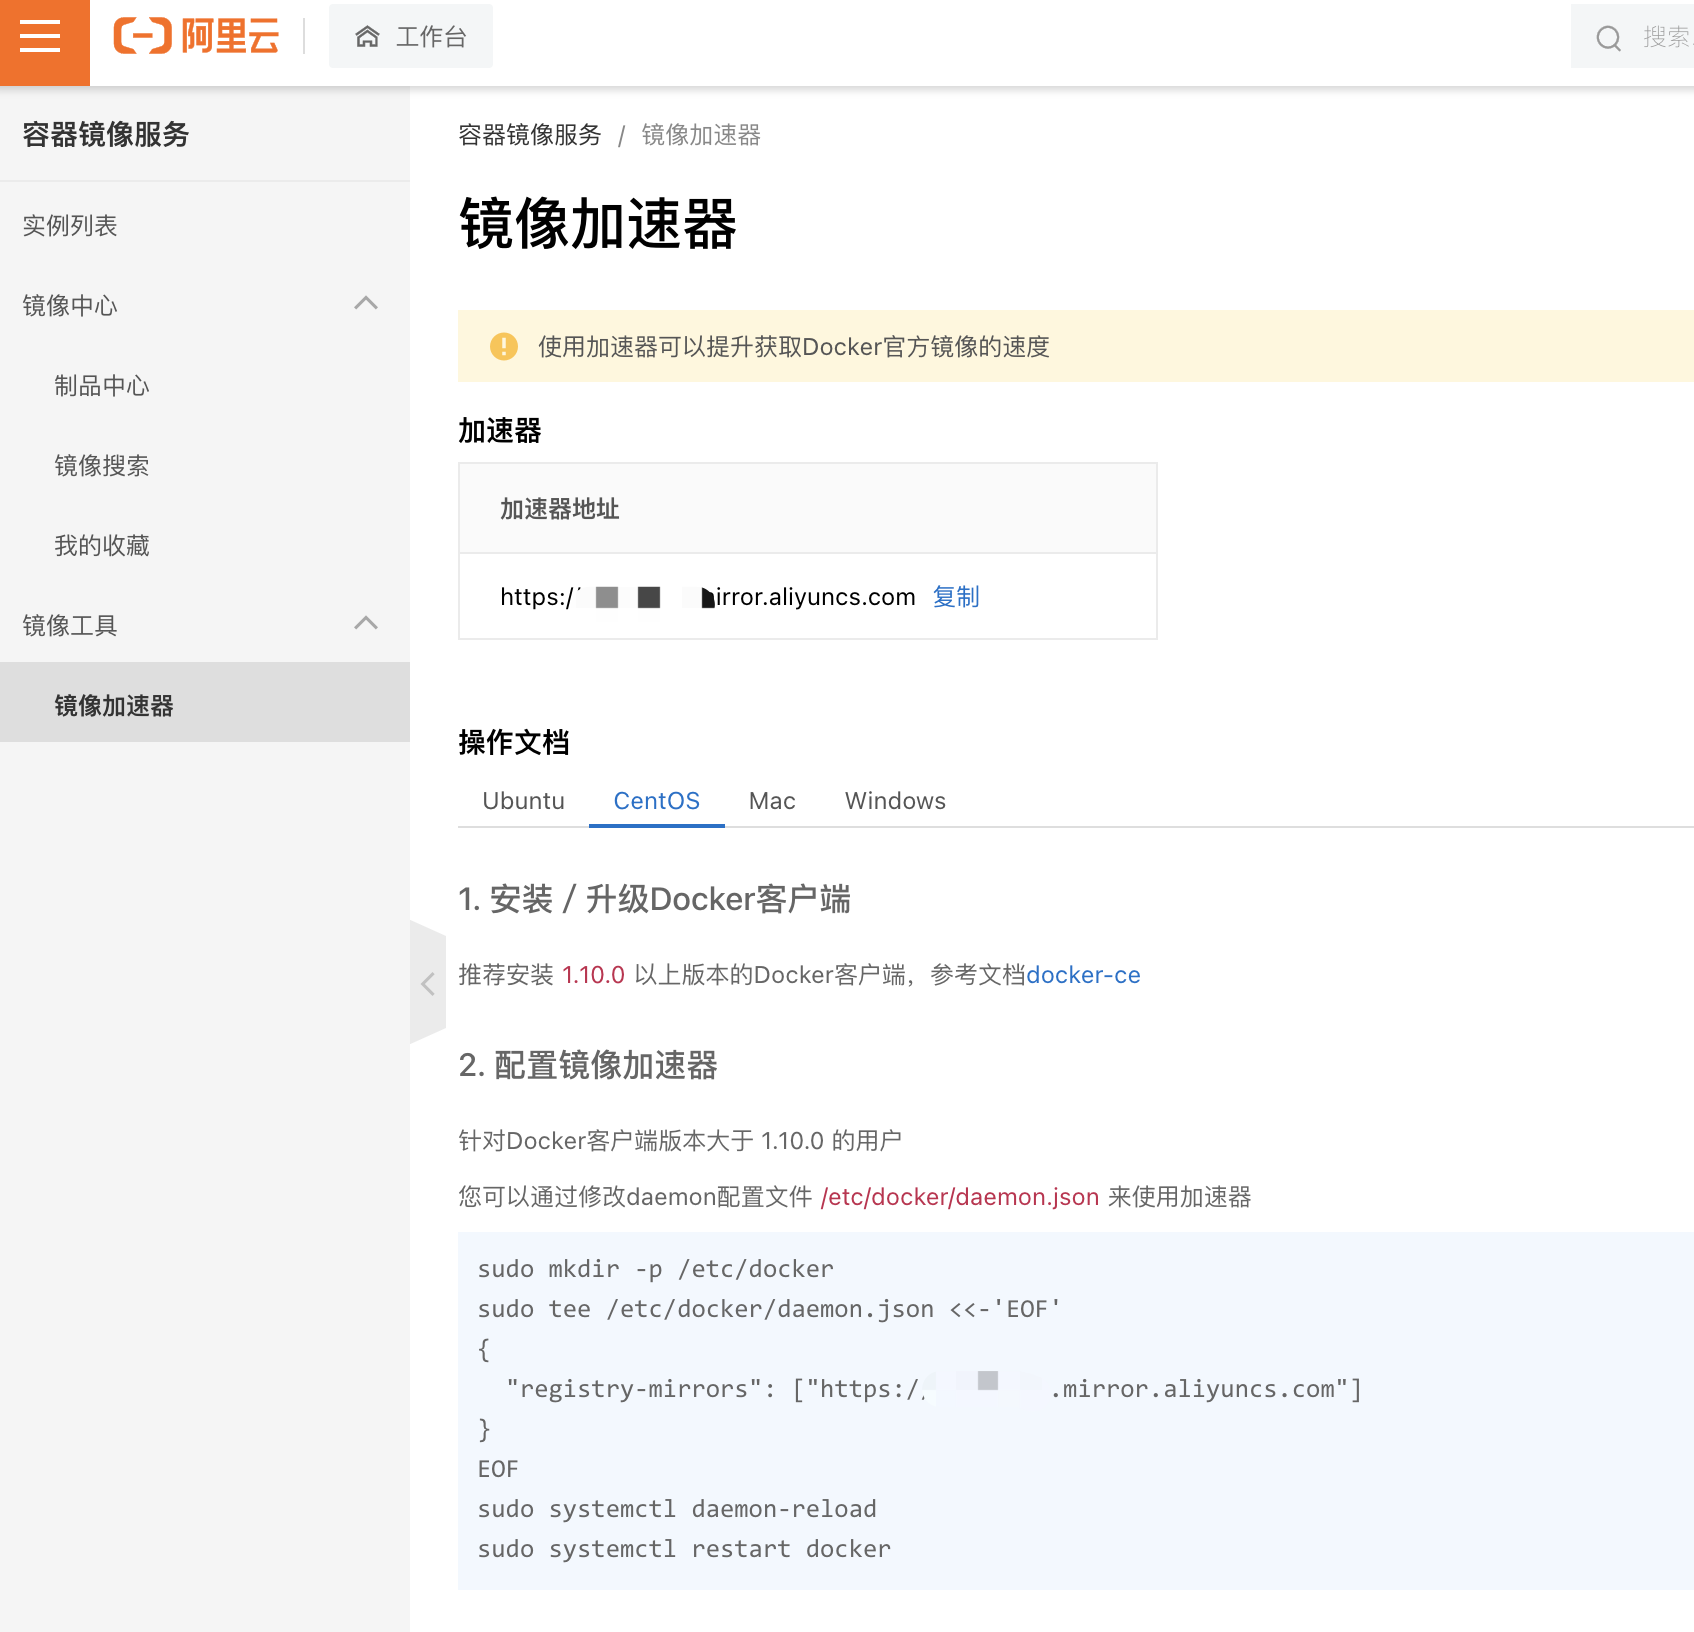 阿里云
工作台
搜索
容器镜像服务
实例列表
镜像中心
制品中心
镜像搜索
我的收藏
镜像工具
镜像加速器
容器镜像服务 / 镜像加速器
镜像加速器
使用加速器可以提升获取Docker官方镜像的速度
加速器
加速器地址
https:/ irror.aliyuncs.com 复制
操作文档
Ubuntu CentOS Mac Windows
1. 安装 / 升级Docker客户端
推荐安装 1.10.0 以上版本的Docker客户端，参考文档docker-ce
2. 配置镜像加速器
针对Docker客户端版本大于 1.10.0 的用户
您可以通过修改daemon配置文件 /etc/docker/daemon.json 来使用加速器
sudo mkdir -p /etc/docker
sudo tee /etc/docker/daemon.json <<-'EOF'
{
"registry-mirrors": ["https:/ .mirror.aliyuncs.com"]
}
EOF
sudo systemctl daemon-reload
sudo systemctl restart docker